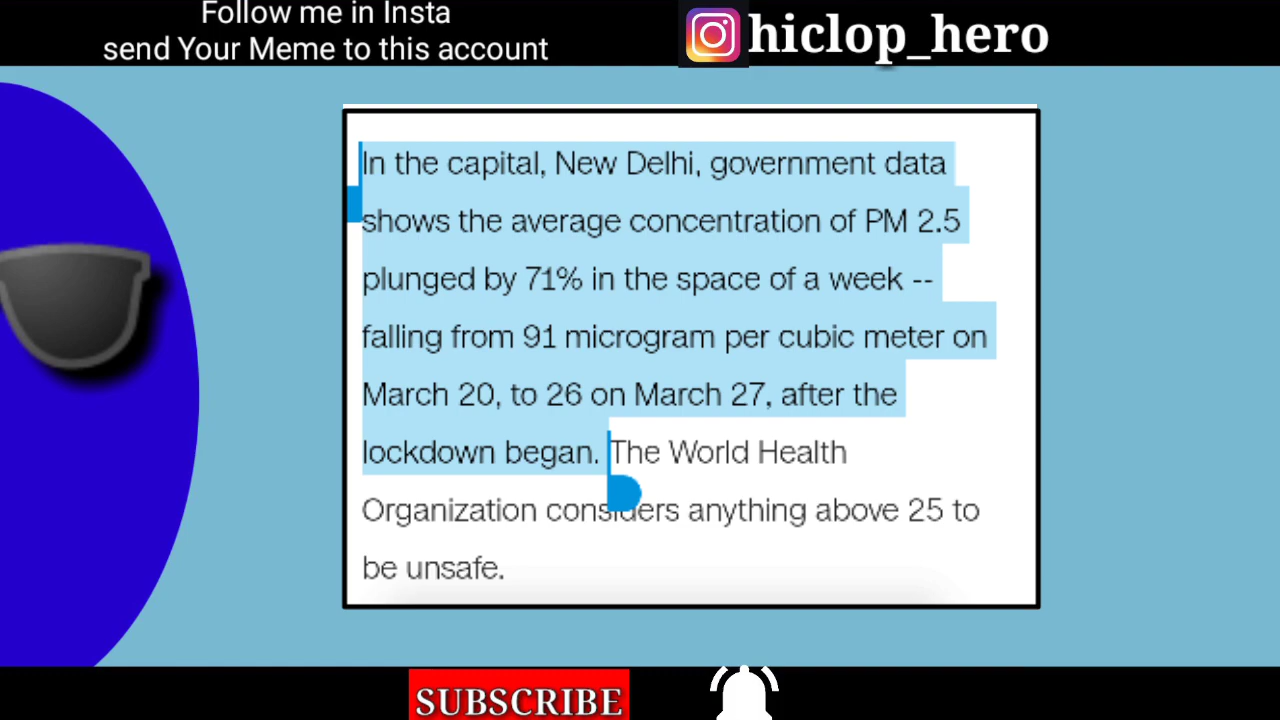 Follow me in Insta
send Your Meme to this account
hiclop_hero
In the capital, New Delhi, government data
shows the average concentration of PM 2.5
plunged by 71% in the space of a week --
falling from 91 microgram per cubic meter on
March 20, to 26 on March 27, after the
lockdown began. The World Health
Organization considers anything above 25 to
be unsafe.
SUBSCRIBE